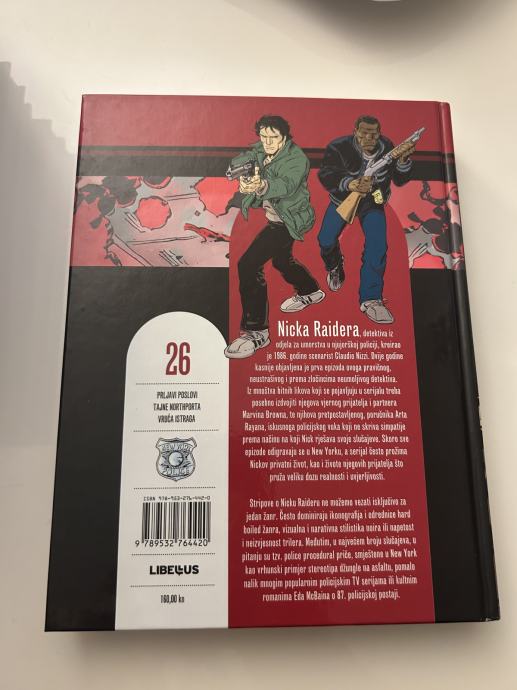 Nicka Raidera, detektiva iz
odjela za umorstva u njujorškoj policiji, kreirao
je 1986. godine scenarist Claudio Nizzi. Dvije godine
kasnije objavljena je prva epizoda ovoga pravičnog,
neustrašivog i prema zločincima neumoljivog detektiva.
Iz mnoštva bitnih likova koji se pojavljuju u serijalu treba
posebno izdvojiti njegova vjernog prijatelja i partnera
Marvina Browna, te njihova pretpostavljenog, poručnika Arta
Rayana, iskusnoga policijskog vuka koji ne skriva simpatije
prema načinu na koji Nick rješava svoje slučajeve. Skoro sve
epizode odigravaju se u New Yorku, a serijal često prožima
Nickov privatni život, kao i životе njegovih prijatelja što
pruža veliku dozu realnosti i uvjerljivosti.
Stripove o Nicku Raideru ne možemo vezati isključivo za
jedan žanr. Često dominiraju ikonografija i odrednice hard
boiled žanra, vizualna i narativna stilistika noira ili napetost
i neizvjesnost trilera. Međutim, u najvećem broju slučajeva, u
pitanju su tzv. police procedural priče, smještene u New York
kao vrhunski primjer stereotipa džungle na asfaltu, pomalo
nalik mnogim popularnim policijskim TV serijama ili kultnim
romanima Eda McBaina o 87. policijskoj postaji.
26
PRLJAVI POSLOVI
TAJNE NORTHPORTA
VRUĆA ISTRAGA
NEW YORK
POLICE
ISBN 978-953-276-442-0
9 789532 764420
LIBELLUS
160,00 kn